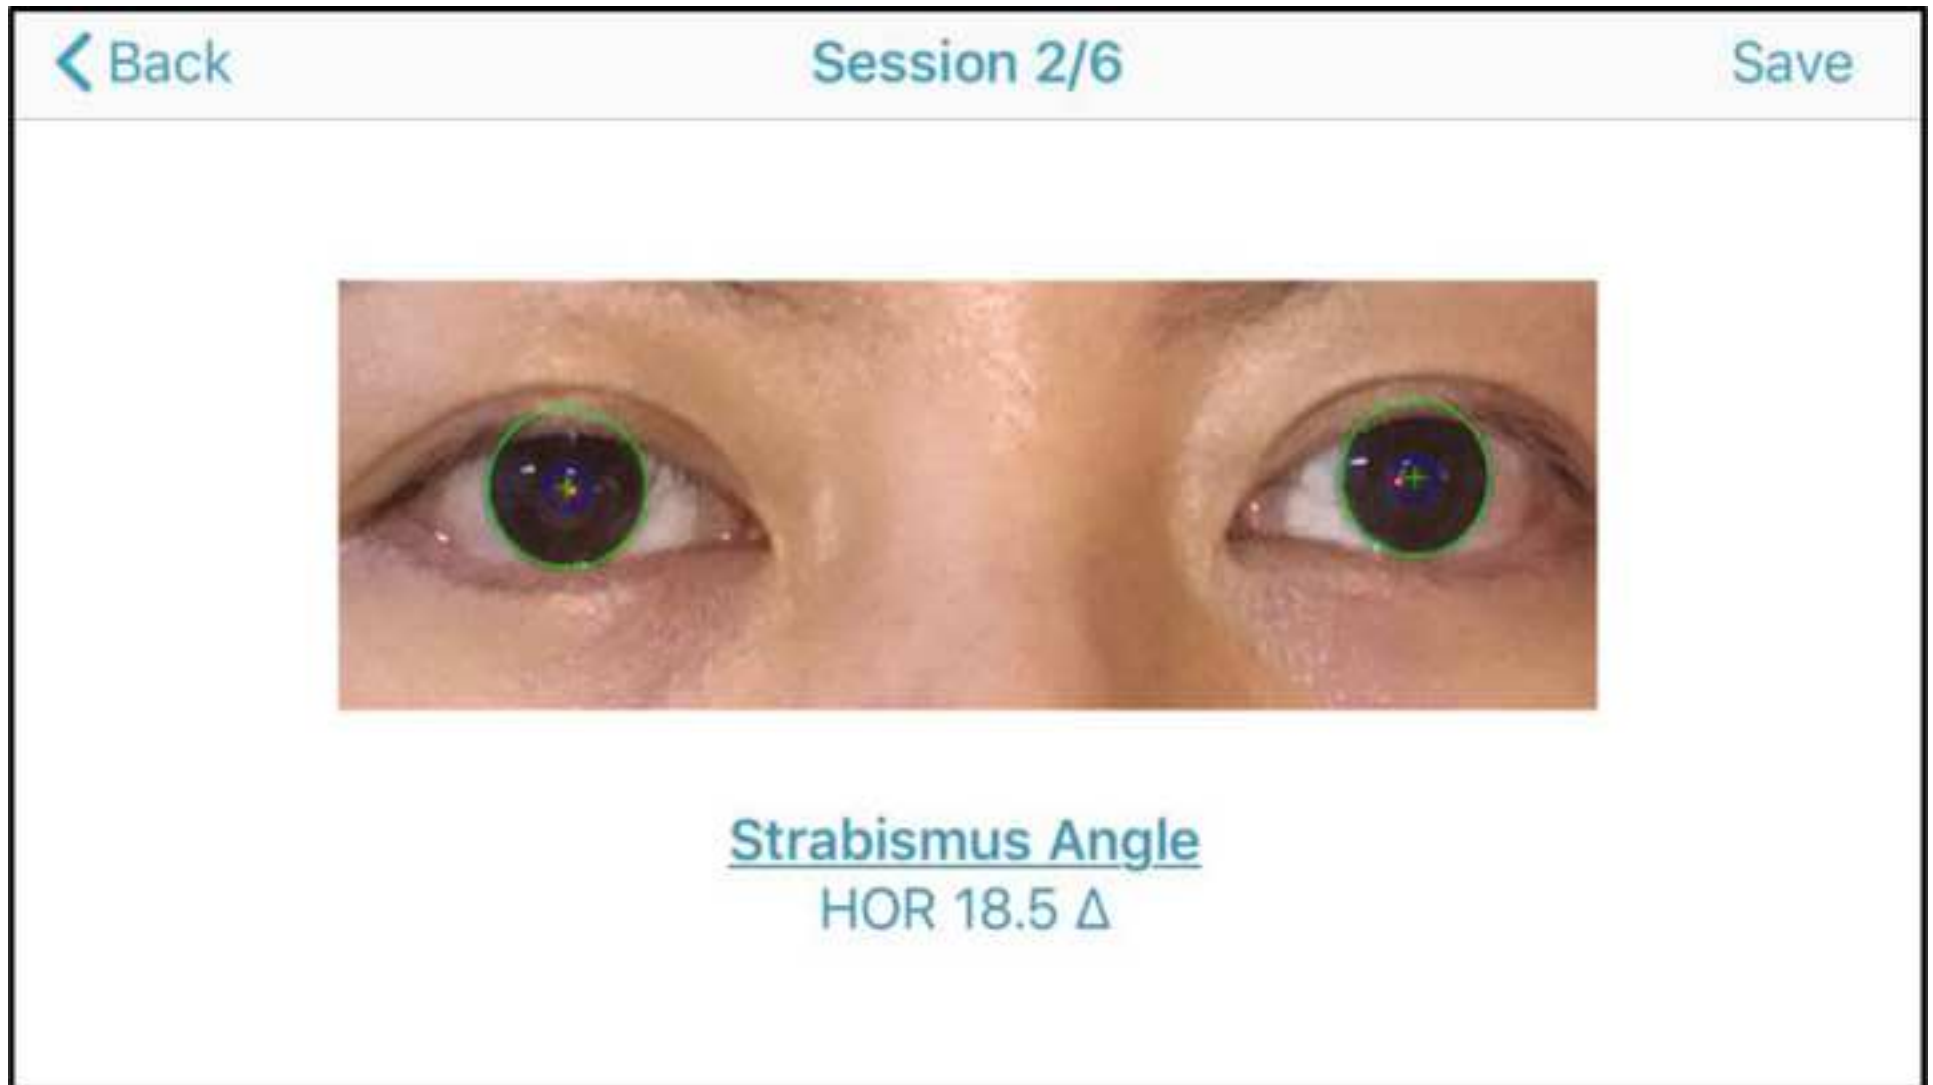 Back
Session 2/6
Save
Strabismus Angle
HOR 18.5 Δ